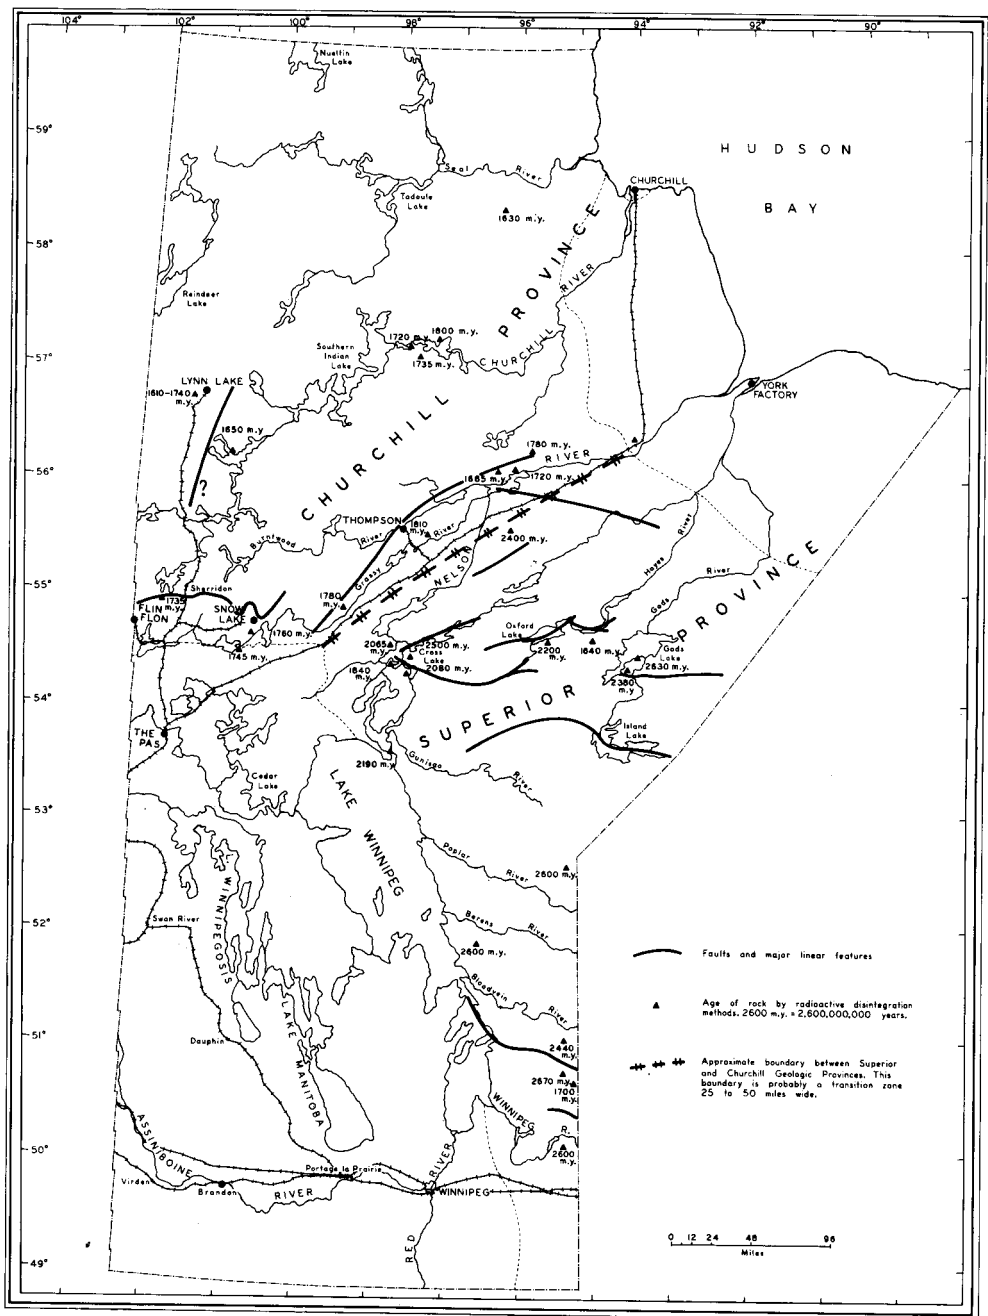 104°
102°
100°
98°
96°
94°
92°
90°
Nueltin
Lake
59°
HUDSON
BAY
Seal River
CHURCHILL
Tadoule
Lake
1630 m.y.
58°
Reindeer
Lake
PROVINCE
RIVER
CHURCHILL
Southern
Indian
Lake
1720 m.y.
1800 m.y.
1735 m.y.
57°
LYNN LAKE
1610-1740
m.y.
YORK
FACTORY
1650 m.y.
CHURCHILL
1780 m.y.
RIVER
56°
1685 m.y.
1720 m.y.
?
THOMPSON
1810
m.y.
Burntwood River
Grassy River
NELSON
2400 m.y.
Hayes River
55°
Sherridon
1735
m.y.
FLIN
FLON
SNOW
LAKE
1780
m.y.
1760 m.y.
1745 m.y.
Gods River
PROVINCE
Oxford
Lake
2065
m.y.
2500 m.y.
Cross
Lake
2080 m.y.
1840
m.y.
2200
m.y.
1640 m.y.
Gods
Lake
2630 m.y.
2380
m.y.
54°
SUPERIOR
THE
PAS
Island
Lake
2190 m.y.
Gunisao River
Cedar
Lake
53°
LAKE WINNIPEG
Poplar River
2600 m.y.
L. WINNIPEGOSIS
52°
Swan River
Berens River
2600 m.y.
Faults and major linear features
Bloodvein River
Age of rock by radioactive disintegration
methods. 2600 m.y. = 2,600,000,000 years.
51°
Dauphin
LAKE MANITOBA
2440
m.y.
Approximate boundary between Superior
and Churchill Geologic Provinces. This
boundary is probably a transition zone
25 to 50 miles wide.
2670 m.y.
1700
m.y.
WINNIPEG R.
50°
2600
m.y.
ASSINIBOINE RIVER
Virden
Brandon
Portage la Prairie
WINNIPEG
RED RIVER
49°
0 12 24 48 96
Miles